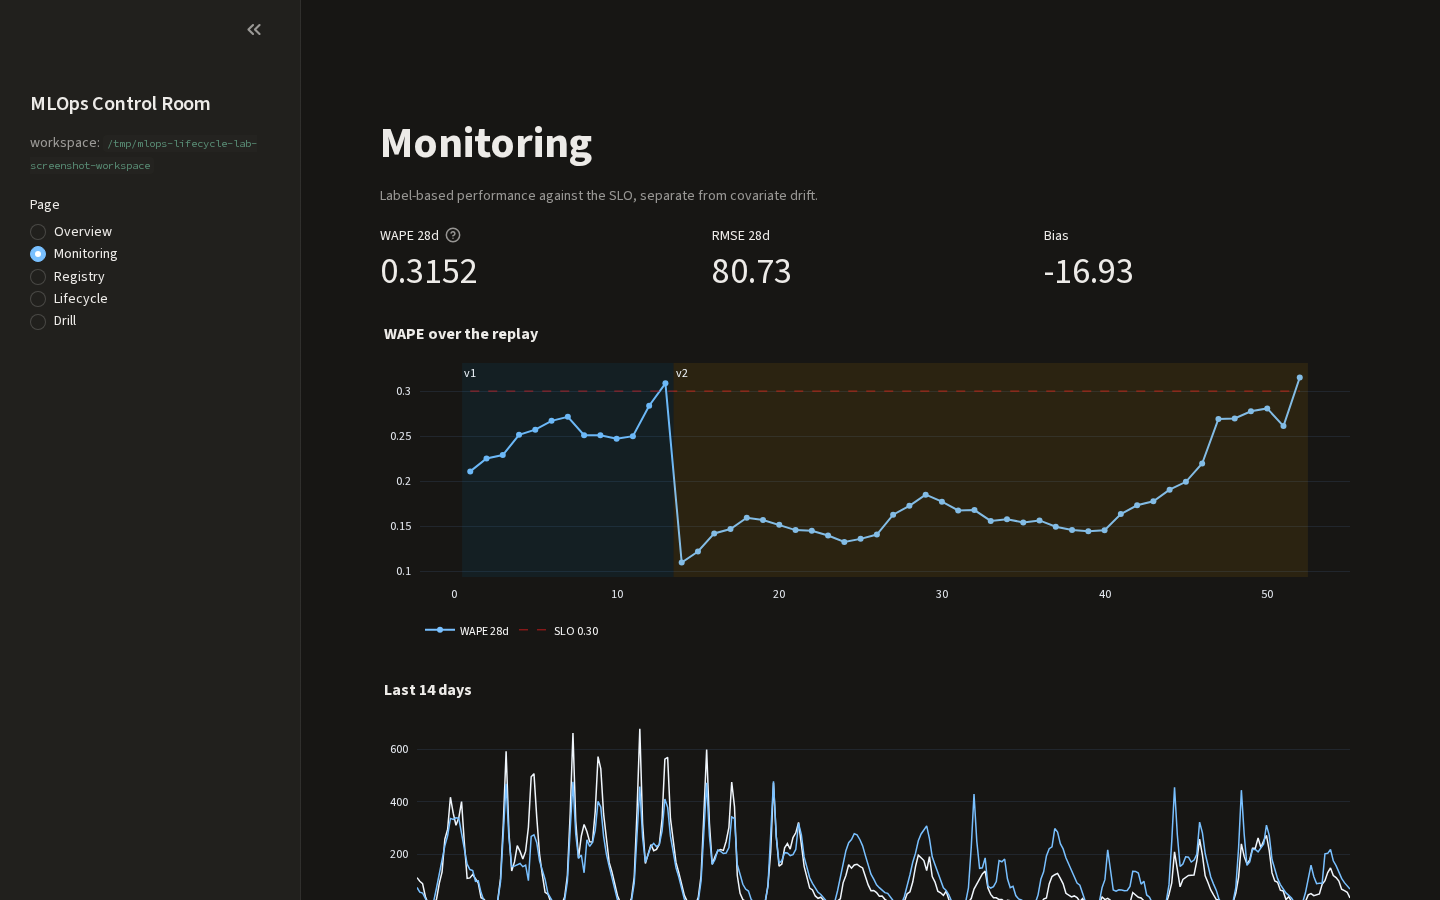 MLOps Control Room
workspace: /tmp/mlops-lifecycle-lab-
screenshot-workspace
Page
Overview
Monitoring
Registry
Lifecycle
Drill
Monitoring
Label-based performance against the SLO, separate from covariate drift.
WAPE 28d
0.3152
RMSE 28d
80.73
Bias
-16.93
WAPE over the replay
v1
v2
0.3
0.25
0.2
0.15
0.1
0
10
20
30
40
50
WAPE 28d
SLO 0.30
Last 14 days
600
400
200